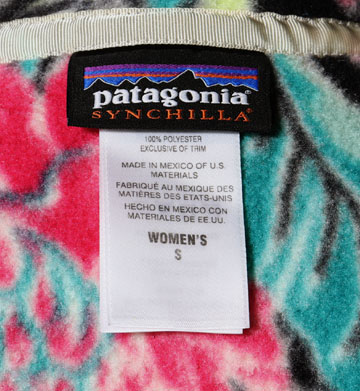 patagonia®
SYNCHILLA®
100% POLYESTER
EXCLUSIVE OF TRIM
MADE IN MEXICO OF U.S.
MATERIALS
FABRIQUÉ AU MEXIQUE DES
MATIÈRES DES ETATS-UNIS
HECHO EN MEXICO CON
MATERIALES DE EE UU.
WOMEN'S
S